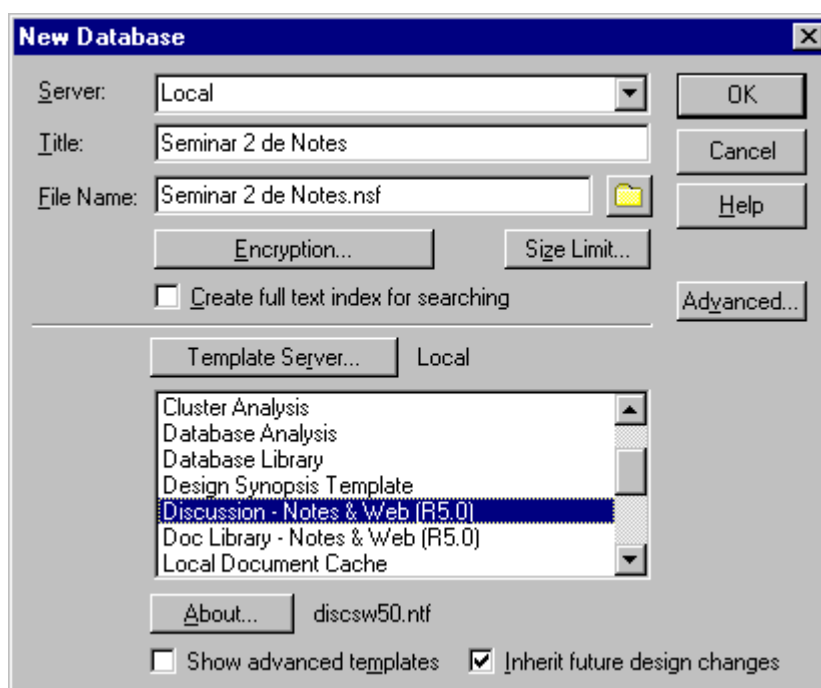 New Database
Server: Local OK
Title: Seminar 2 de Notes Cancel
File Name: Seminar 2 de Notes.nsf Help
Encryption... Size Limit...
Create full text index for searching Advanced...
Template Server... Local
Cluster Analysis
Database Analysis
Database Library
Design Synopsis Template
Discussion - Notes & Web (R5.0)
Doc Library - Notes & Web (R5.0)
Local Document Cache
About... discsw50.ntf
Show advanced templates Inherit future design changes